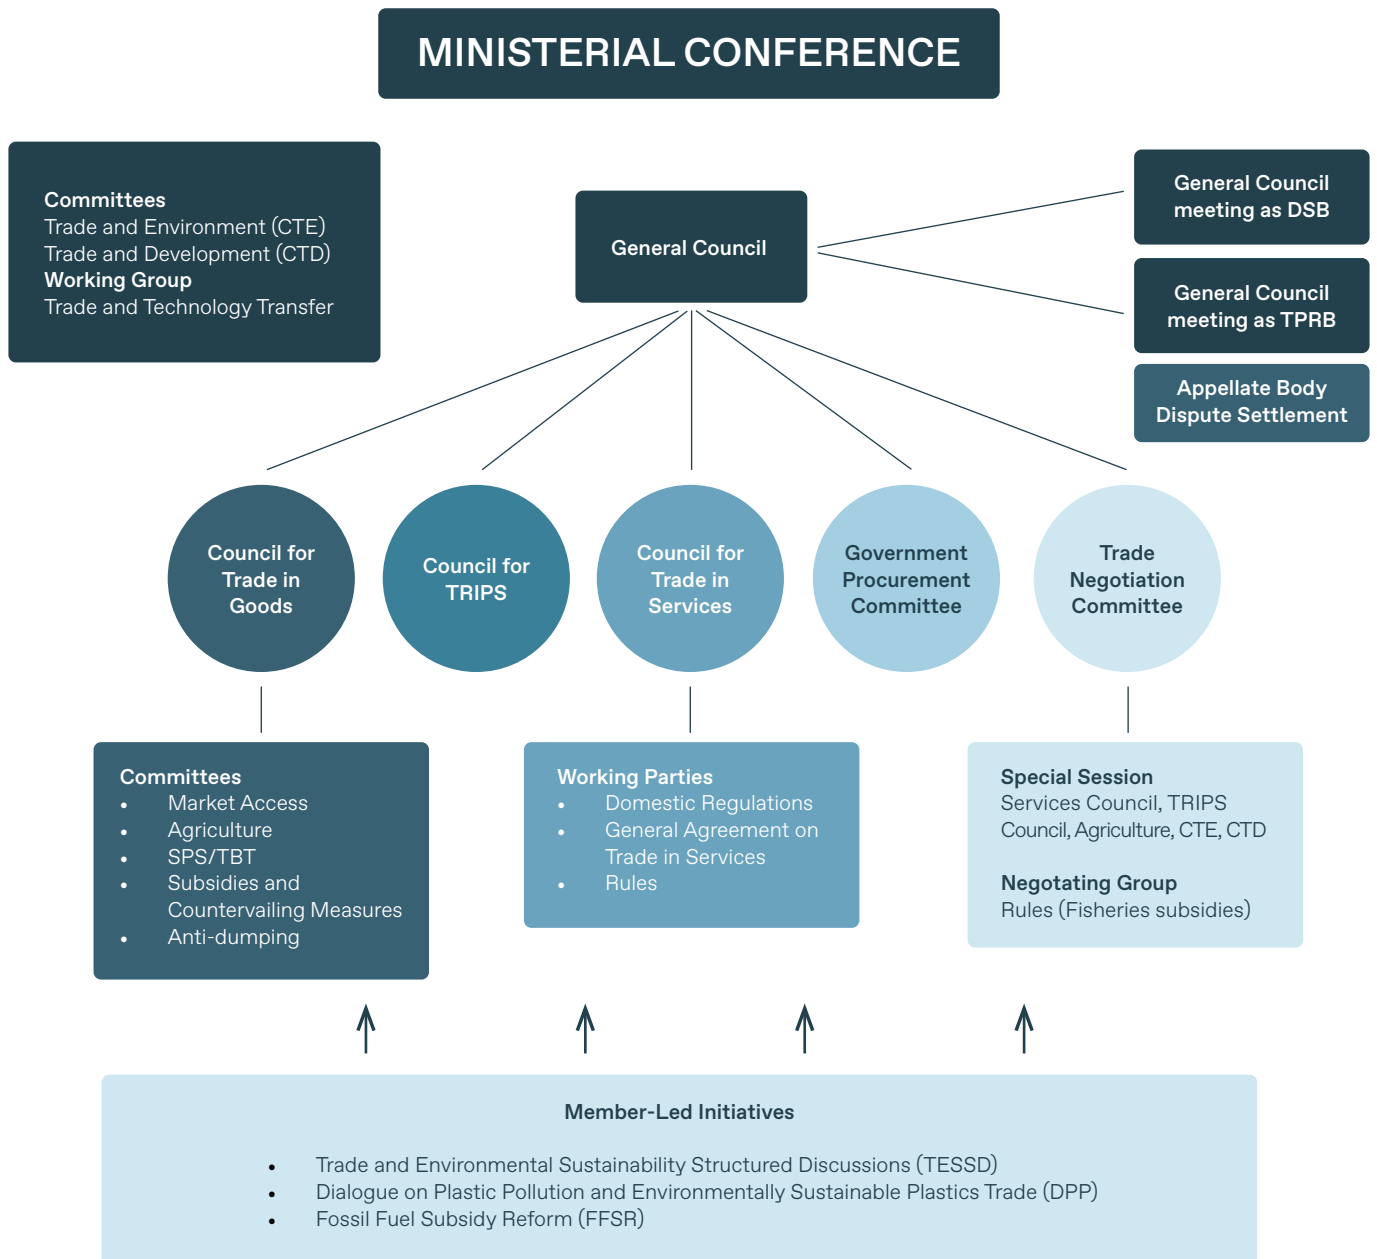 MINISTERIAL CONFERENCE
Committees
Trade and Environment (CTE)
Trade and Development (CTD)
Working Group
Trade and Technology Transfer
General Council
General Council
meeting as DSB
General Council
meeting as TPRB
Appellate Body
Dispute Settlement
Council for
Trade in
Goods
Council for
TRIPS
Council for
Trade in
Services
Government
Procurement
Committee
Trade
Negotiation
Committee
Committees
• Market Access
• Agriculture
• SPS/TBT
• Subsidies and
Countervailing Measures
• Anti-dumping
Working Parties
• Domestic Regulations
• General Agreement on
Trade in Services
• Rules
Special Session
Services Council, TRIPS
Council, Agriculture, CTE, CTD
Negotating Group
Rules (Fisheries subsidies)
Member-Led Initiatives
• Trade and Environmental Sustainability Structured Discussions (TESSD)
• Dialogue on Plastic Pollution and Environmentally Sustainable Plastics Trade (DPP)
• Fossil Fuel Subsidy Reform (FFSR)